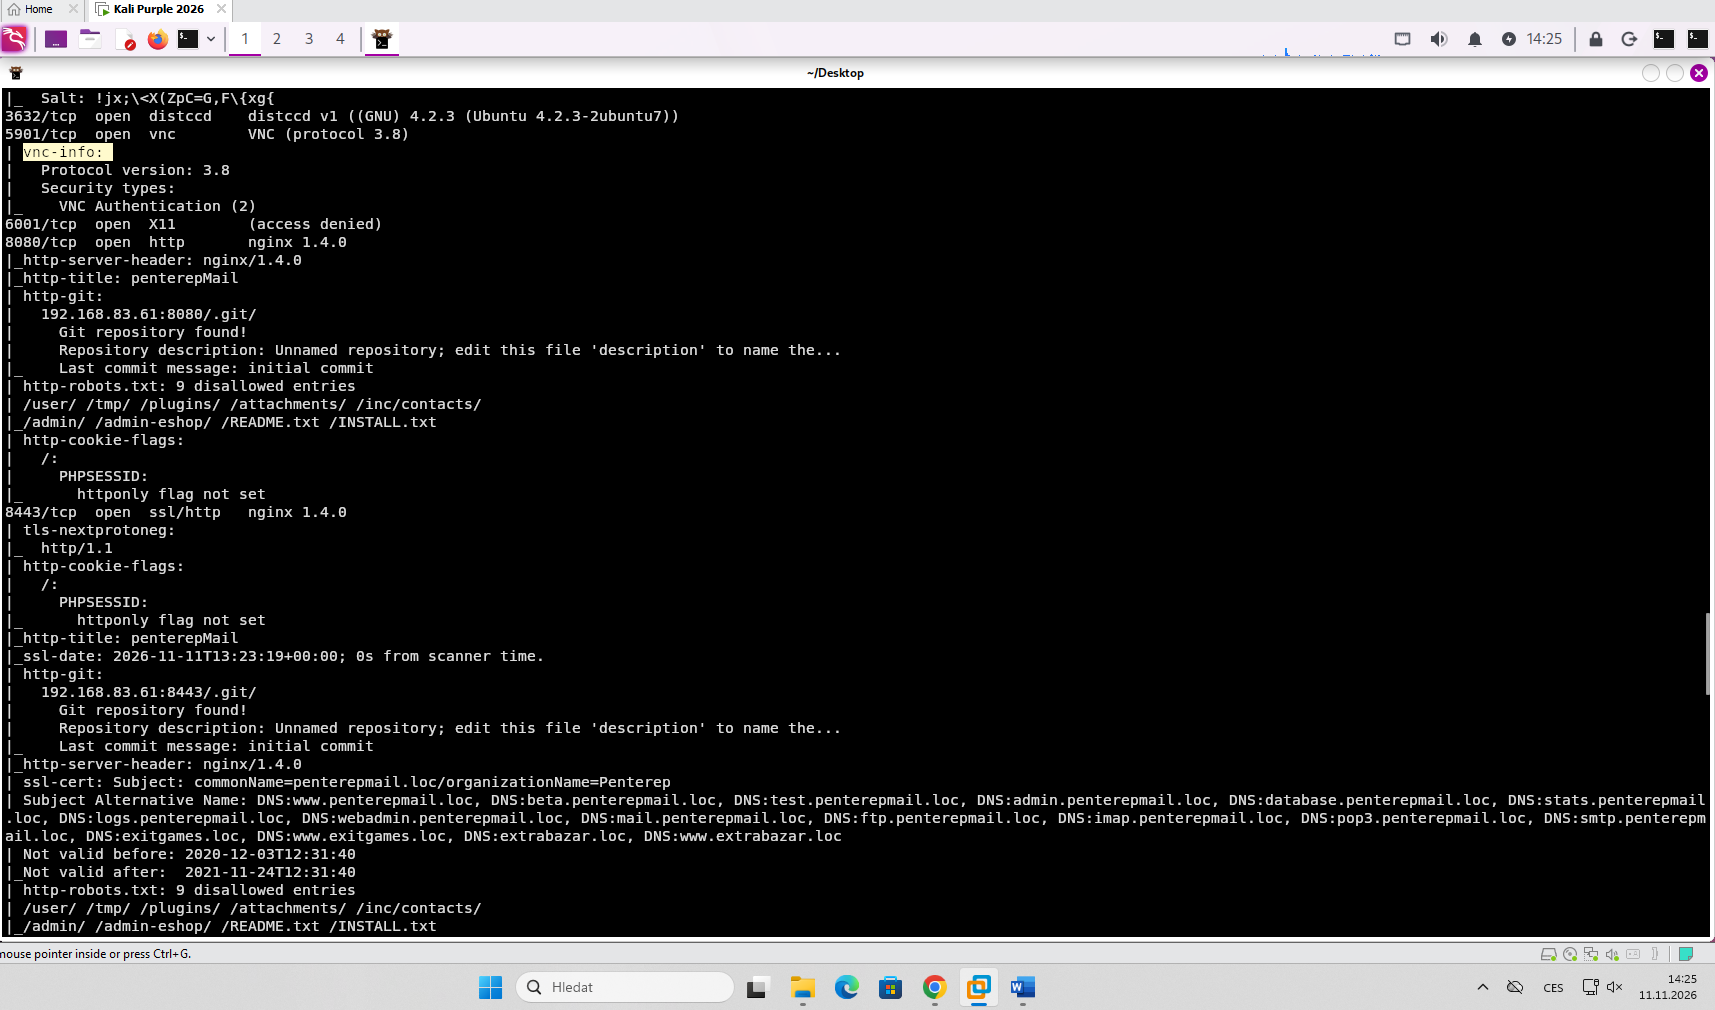 Home
Kali Purple 2026
1 2 3 4
14:25
~/Desktop
|_  Salt: !jx;\<X(ZpC=G,F\{xg{
3632/tcp  open  distccd    distccd v1 ((GNU) 4.2.3 (Ubuntu 4.2.3-2ubuntu7))
5901/tcp  open  vnc        VNC (protocol 3.8)
| vnc-info:
|   Protocol version: 3.8
|   Security types:
|_    VNC Authentication (2)
6001/tcp  open  X11        (access denied)
8080/tcp  open  http       nginx 1.4.0
|_http-server-header: nginx/1.4.0
|_http-title: penterepMail
| http-git:
|   192.168.83.61:8080/.git/
|     Git repository found!
|     Repository description: Unnamed repository; edit this file 'description' to name the...
|_    Last commit message: initial commit
| http-robots.txt: 9 disallowed entries
| /user/ /tmp/ /plugins/ /attachments/ /inc/contacts/
|_/admin/ /admin-eshop/ /README.txt /INSTALL.txt
| http-cookie-flags:
|   /:
|     PHPSESSID:
|_      httponly flag not set
8443/tcp  open  ssl/http   nginx 1.4.0
| tls-nextprotoneg:
|_  http/1.1
| http-cookie-flags:
|   /:
|     PHPSESSID:
|_      httponly flag not set
|_http-title: penterepMail
|_ssl-date: 2026-11-11T13:23:19+00:00; 0s from scanner time.
| http-git:
|   192.168.83.61:8443/.git/
|     Git repository found!
|     Repository description: Unnamed repository; edit this file 'description' to name the...
|_    Last commit message: initial commit
|_http-server-header: nginx/1.4.0
| ssl-cert: Subject: commonName=penterepmail.loc/organizationName=Penterep
| Subject Alternative Name: DNS:www.penterepmail.loc, DNS:beta.penterepmail.loc, DNS:test.penterepmail.loc, DNS:admin.penterepmail.loc, DNS:database.penterepmail.loc, DNS:stats.penterepmail
.loc, DNS:logs.penterepmail.loc, DNS:webadmin.penterepmail.loc, DNS:mail.penterepmail.loc, DNS:ftp.penterepmail.loc, DNS:imap.penterepmail.loc, DNS:pop3.penterepmail.loc, DNS:smtp.penterepm
ail.loc, DNS:exitgames.loc, DNS:www.exitgames.loc, DNS:extrabazar.loc, DNS:www.extrabazar.loc
| Not valid before: 2020-12-03T12:31:40
|_Not valid after:  2021-11-24T12:31:40
| http-robots.txt: 9 disallowed entries
| /user/ /tmp/ /plugins/ /attachments/ /inc/contacts/
|_/admin/ /admin-eshop/ /README.txt /INSTALL.txt
mouse pointer inside or press Ctrl+G.
Hledat
CES
14:25
11.11.2026